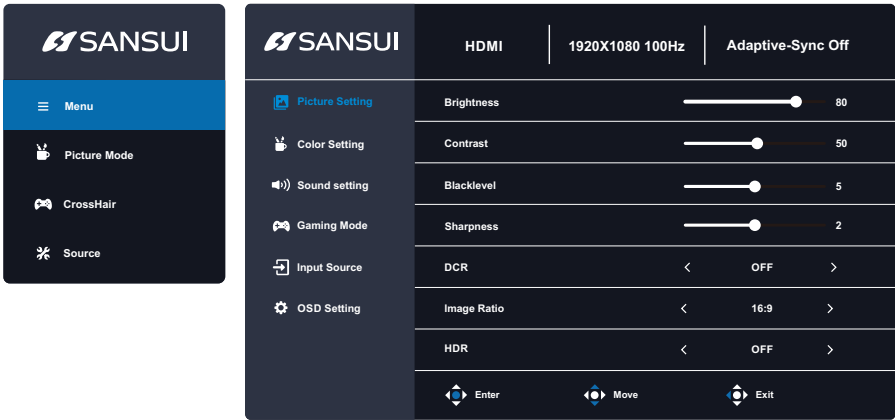 SANSUI
Menu
Picture Mode
CrossHair
Source
SANSUI
HDMI 1920X1080 100Hz Adaptive-Sync Off
Picture Setting
Color Setting
Sound setting
Gaming Mode
Input Source
OSD Setting
Brightness 80
Contrast 50
Blacklevel 5
Sharpness 2
DCR OFF
Image Ratio 16:9
HDR OFF
Enter Move Exit